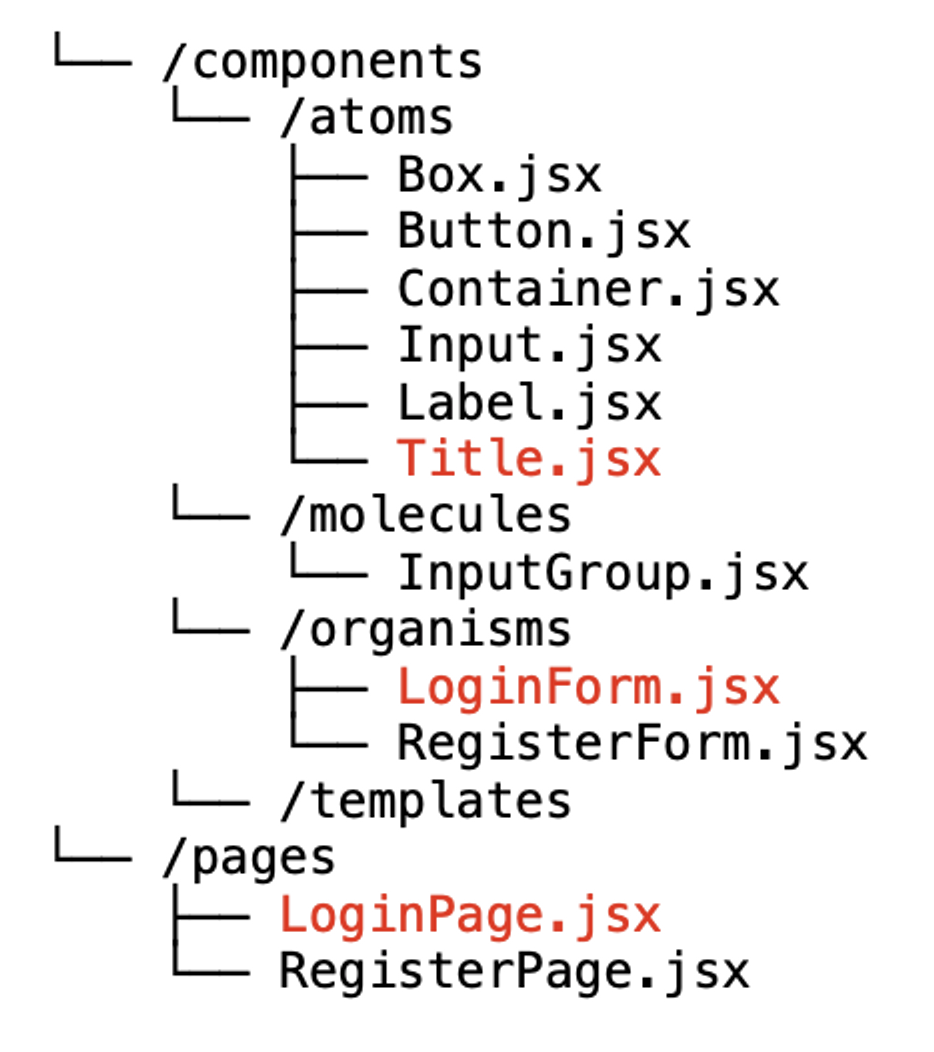 └── /components
    └── /atoms
        ├── Box.jsx
        ├── Button.jsx
        ├── Container.jsx
        ├── Input.jsx
        ├── Label.jsx
        └── Title.jsx
    └── /molecules
        └── InputGroup.jsx
    └── /organisms
        ├── LoginForm.jsx
        └── RegisterForm.jsx
    └── /templates
└── /pages
    ├── LoginPage.jsx
    └── RegisterPage.jsx